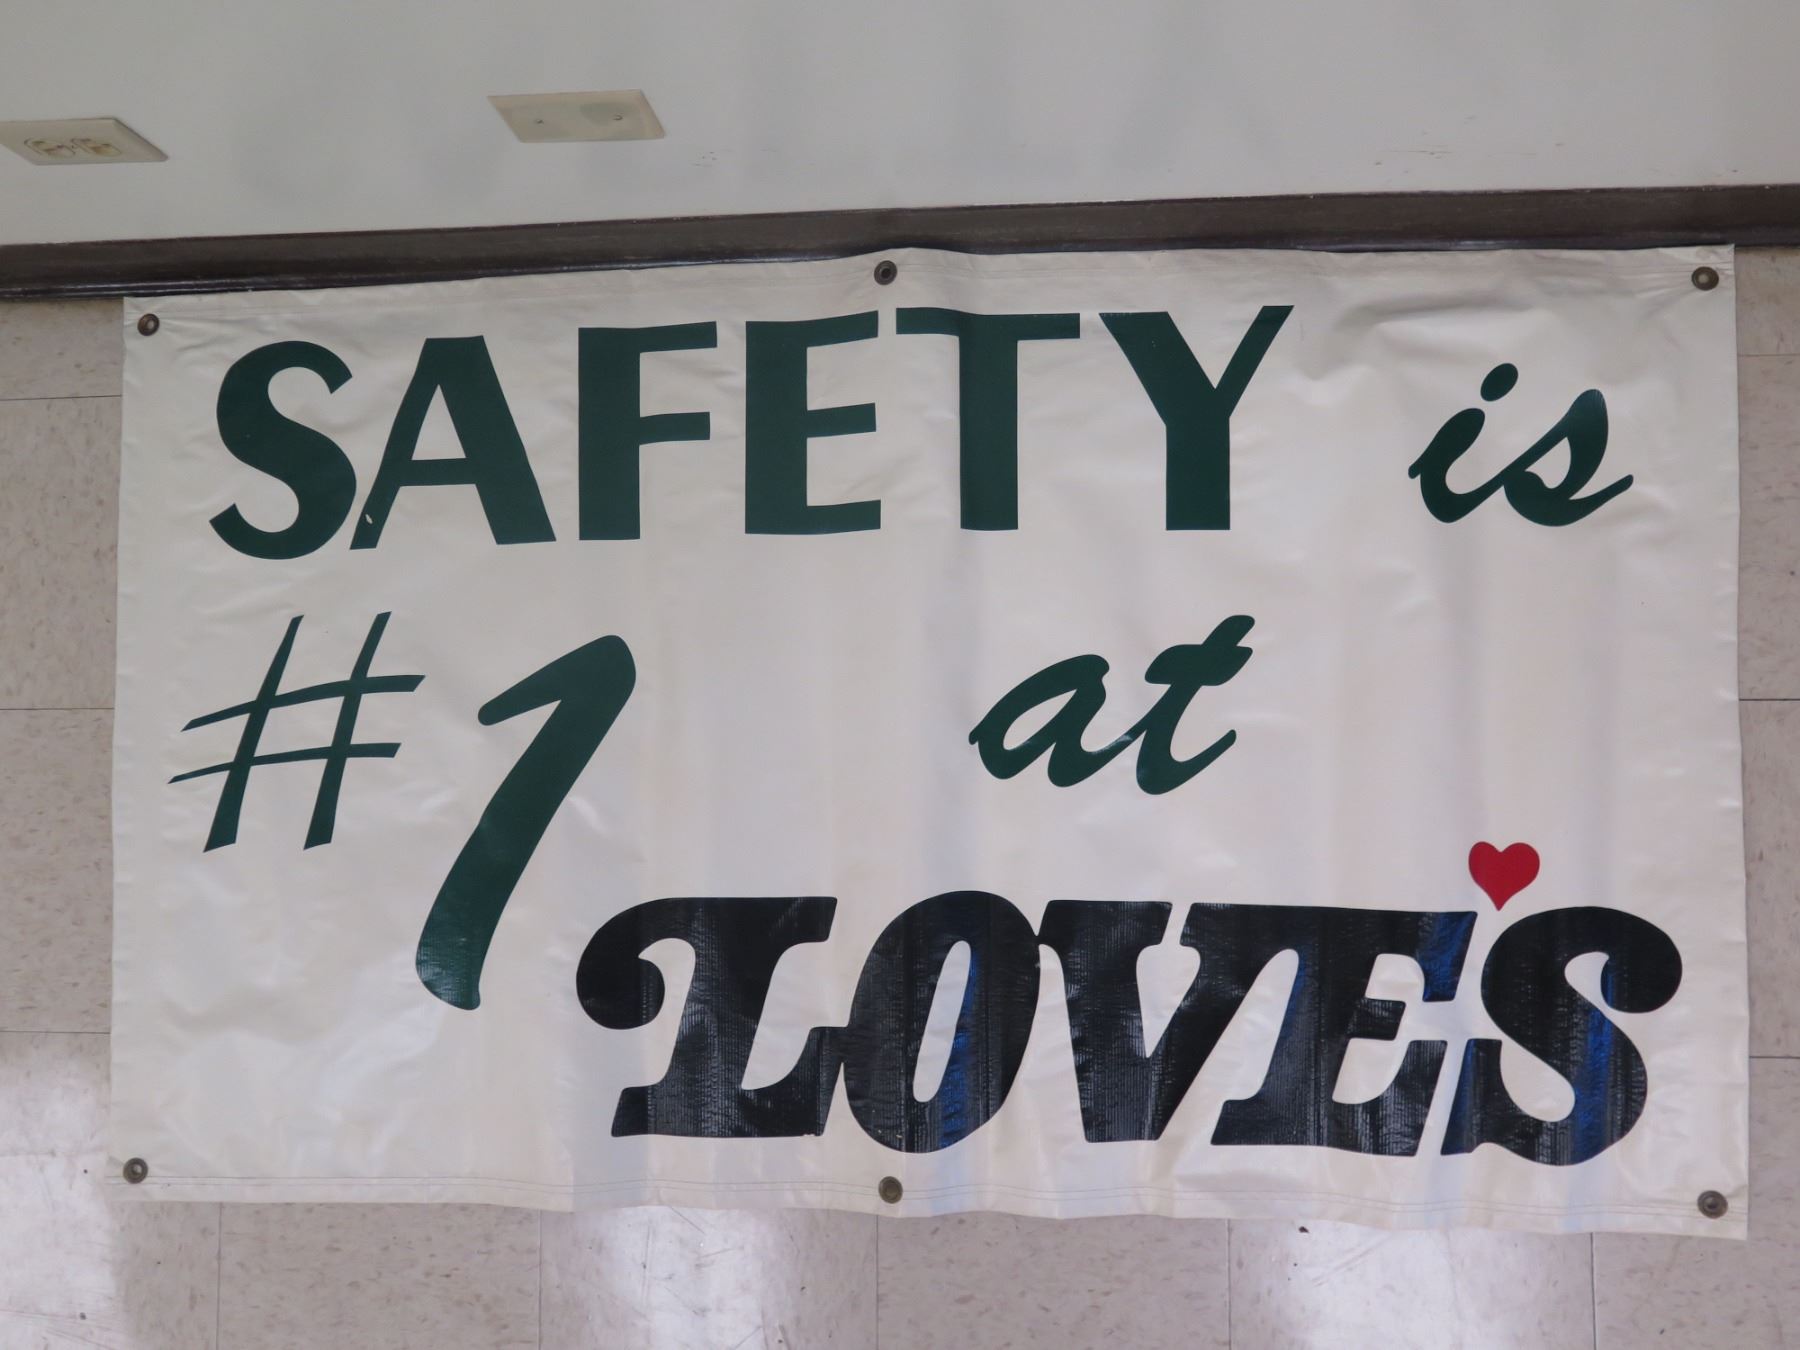 SAFETY is
#1 at
LOVE'S